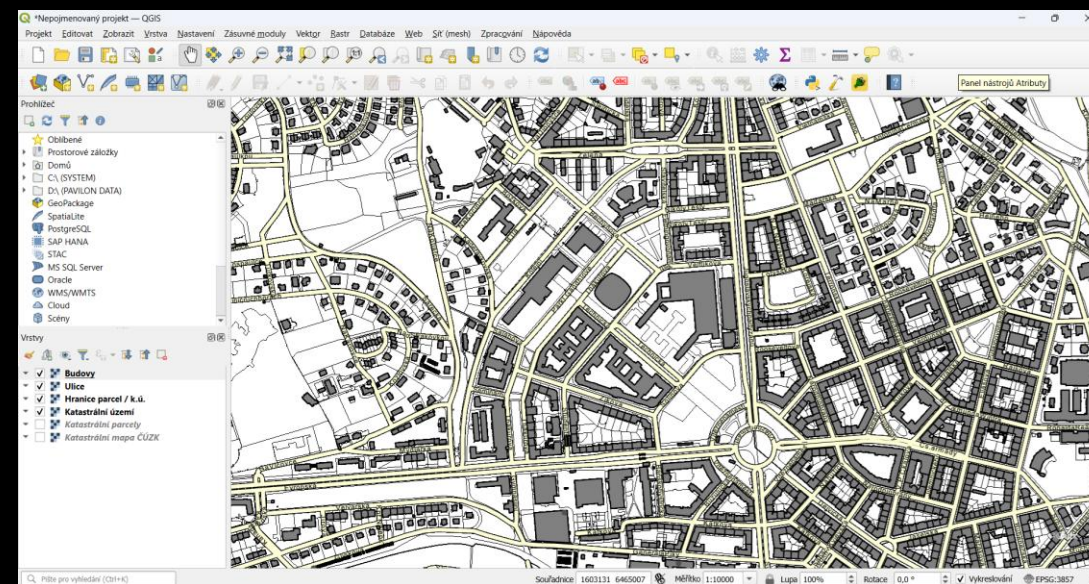 *Nepojmenovaný projekt — QGIS
Projekt Editovat Zobrazit Vrstva Nastavení Zásuvné moduly Vektor Rastr Databáze Web Síť (mesh) Zpracování Nápověda
Panel nástrojů Atributy
Prohlížeč
Oblíbené
Prostorové záložky
Domů
C:\ (SYSTEM)
D:\ (PAVILON DATA)
GeoPackage
SpatiaLite
PostgreSQL
SAP HANA
STAC
MS SQL Server
Oracle
WMS/WMTS
Cloud
Scény
Vrstvy
Budovy
Ulice
Hranice parcel / k.ú.
Katastrální území
Katastrální parcely
Katastrální mapa ČÚZK
Evropská
Pište pro vyhledání (Ctrl+K)
Souřadnice 1603131 6465007 Měřítko 1:10000 Lupa 100% Rotace 0,0 ° Vykreslování EPSG:3857